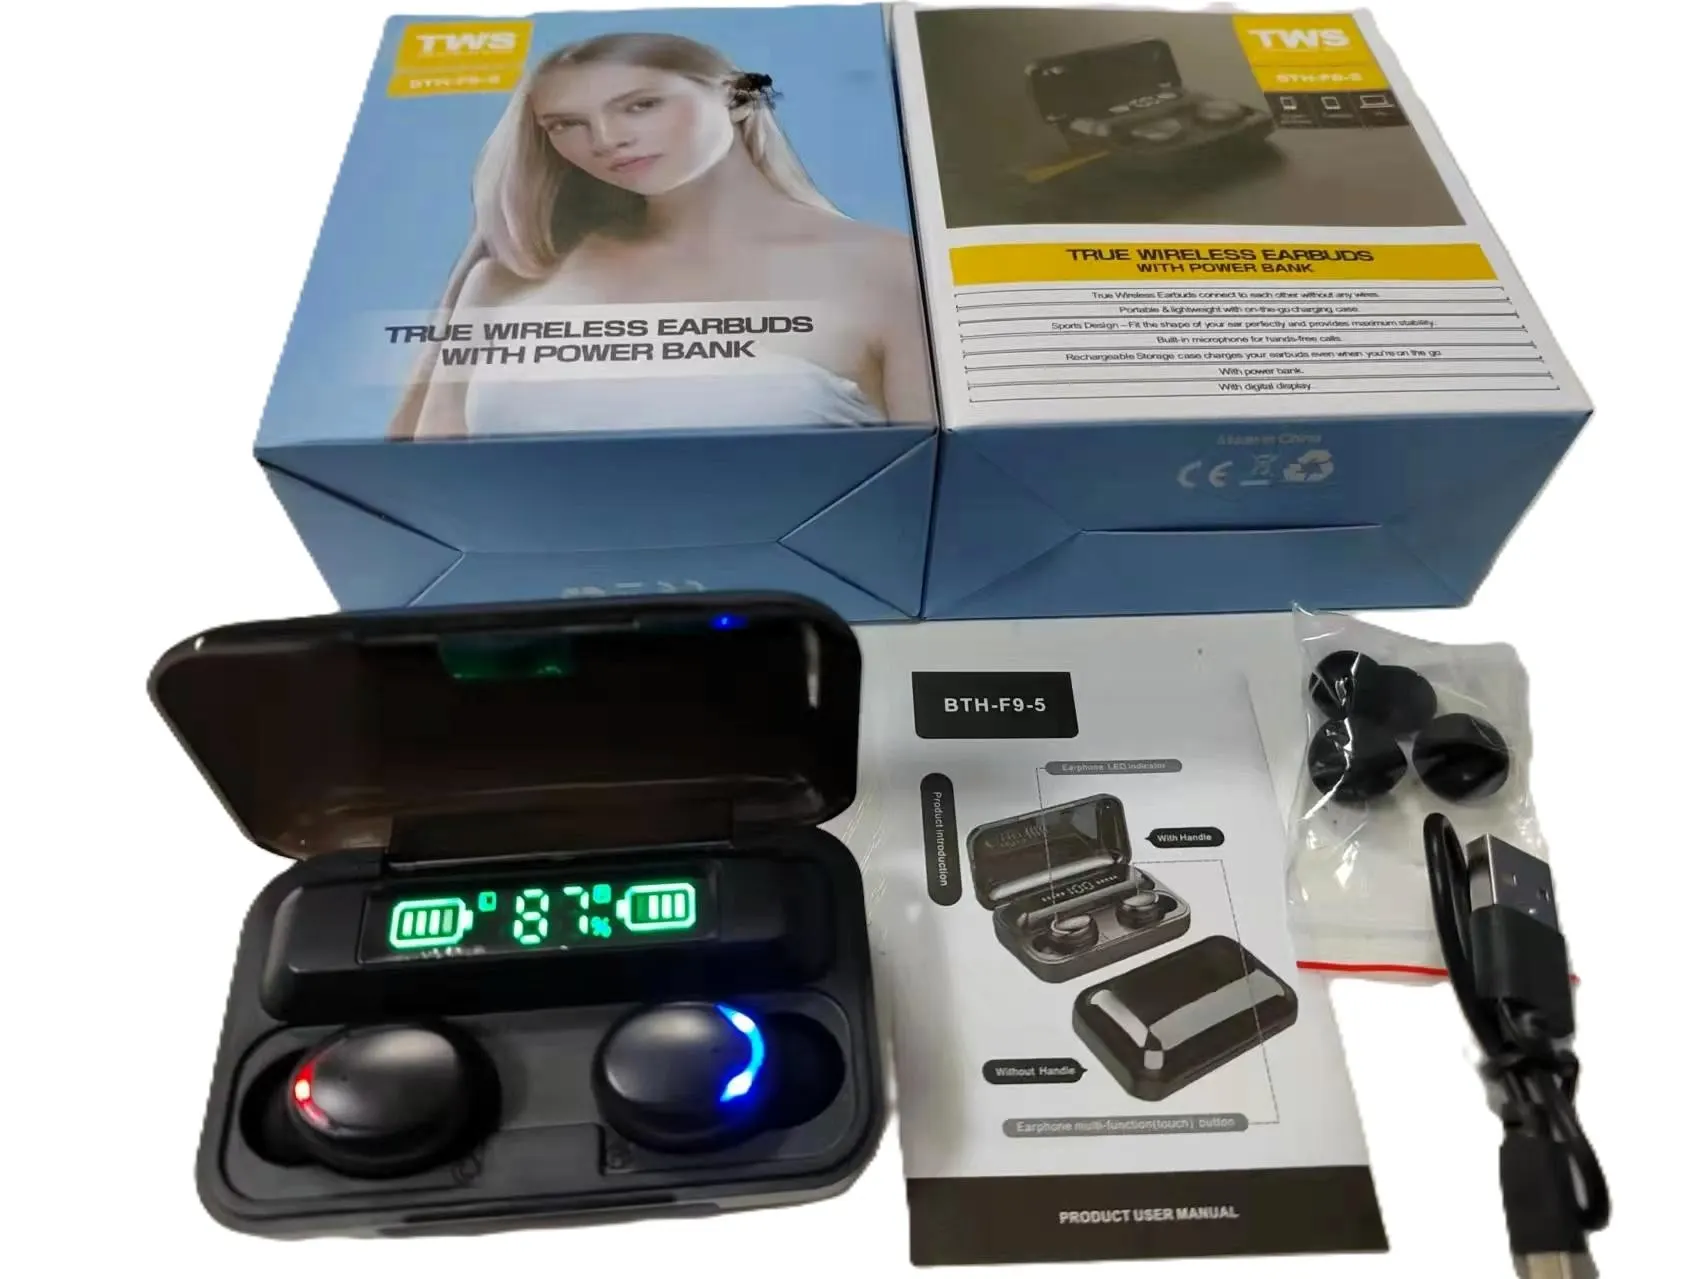 TWS
BTH-F9-5
TRUE WIRELESS EARBUDS
WITH POWER BANK
TWS
BTH-F9-5
TRUE WIRELESS EARBUDS
WITH POWER BANK
True Wireless Earbuds connect to each other without any wires.
Portable & lightweight with on-the-go charging case.
Sports Design - Fit the shape of your ear perfectly and provides maximum stability.
Built-in microphone for hands-free calls.
Rechargeable Storage case charges your earbuds even when you're on the go.
With power bank.
With digital display.
Made in China
CE
87%
BTH-F9-5
Earphone LED indicator
Product introduction
With Handle
100
Without Handle
Earphone multi-function(touch) button
PRODUCT USER MANUAL